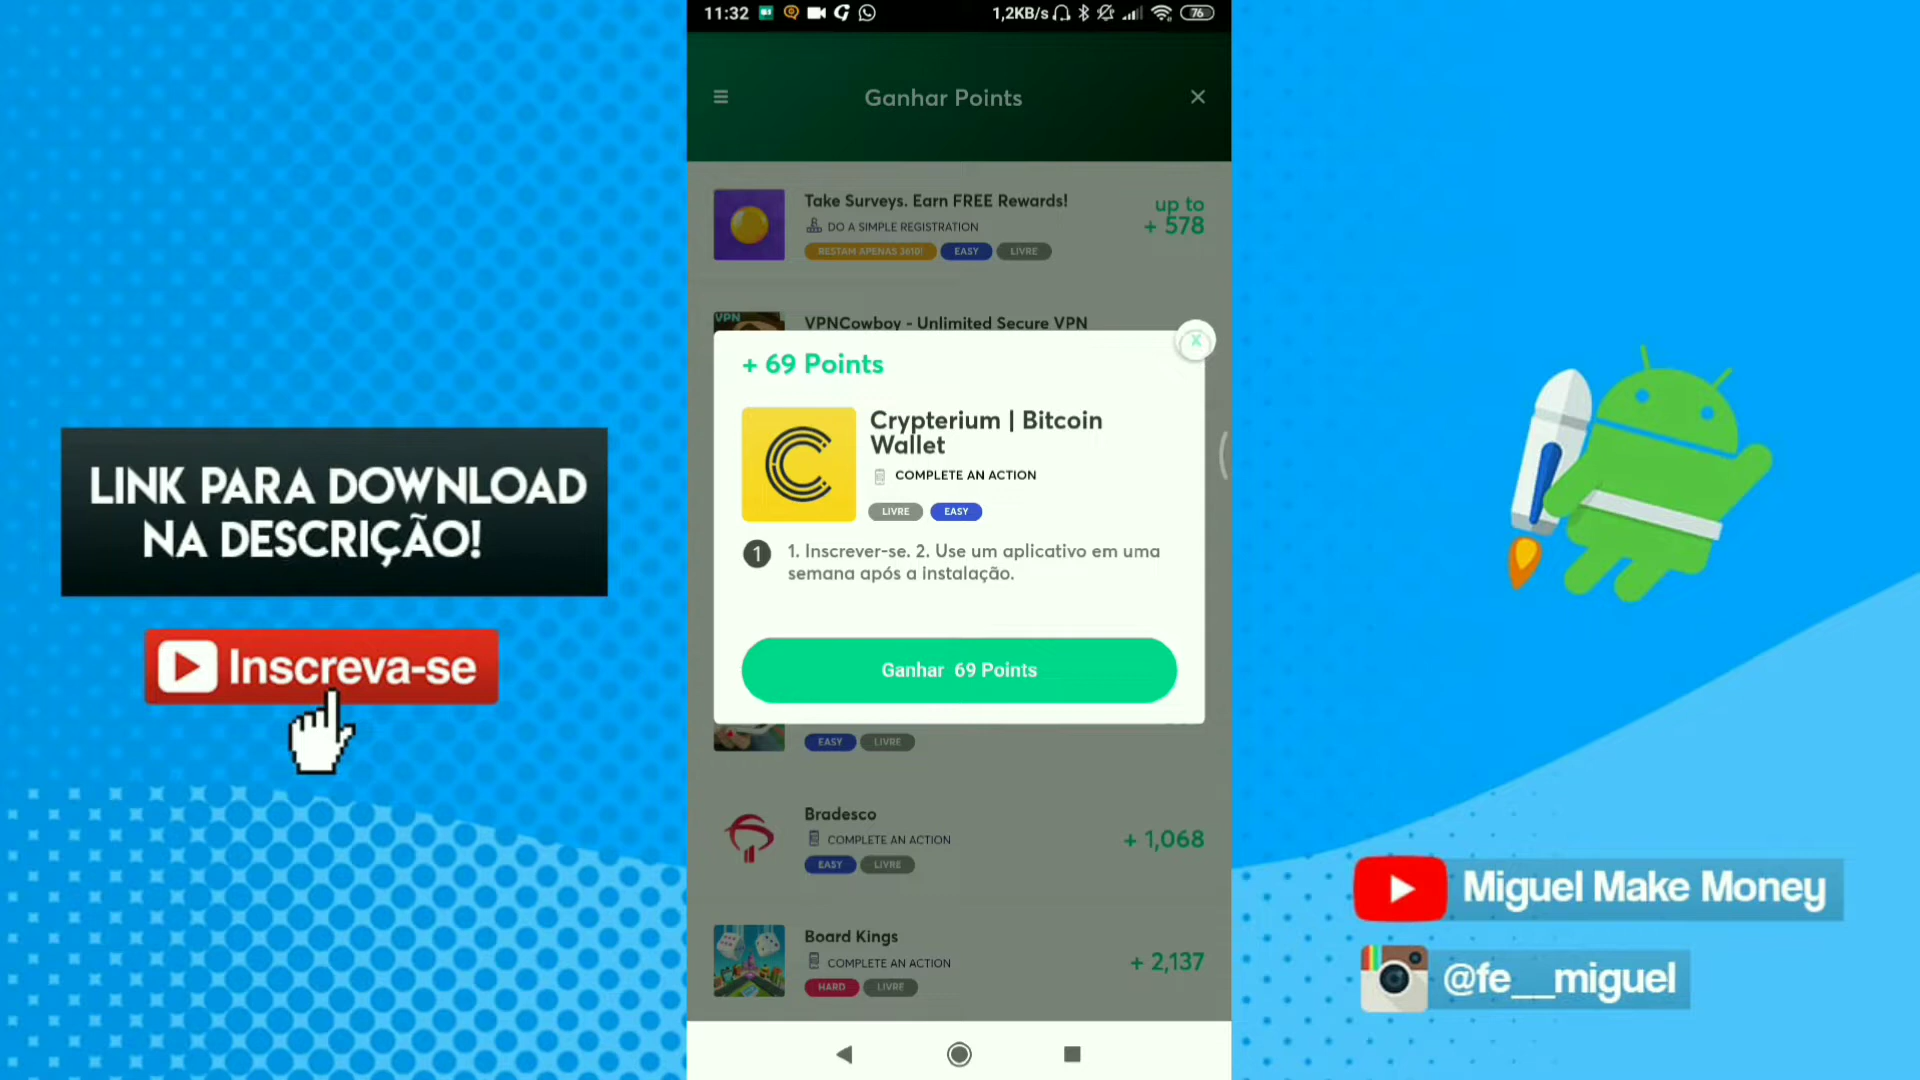 11:32
1,2KB/s
76
Ganhar Points
Take Surveys. Earn FREE Rewards!
DO A SIMPLE REGISTRATION
RESTAM APENAS 3610!
EASY
LIVRE
up to
+ 578
VPN
VPNCowboy - Unlimited Secure VPN
X
+ 69 Points
Crypterium | Bitcoin
Wallet
COMPLETE AN ACTION
LIVRE
EASY
1
1. Inscrever-se. 2. Use um aplicativo em uma
semana após a instalação.
Ganhar 69 Points
EASY
LIVRE
Bradesco
COMPLETE AN ACTION
EASY
LIVRE
+ 1,068
Board Kings
COMPLETE AN ACTION
HARD
LIVRE
+ 2,137
LINK PARA DOWNLOAD
NA DESCRIÇÃO!
Inscreva-se
Miguel Make Money
@fe__miguel